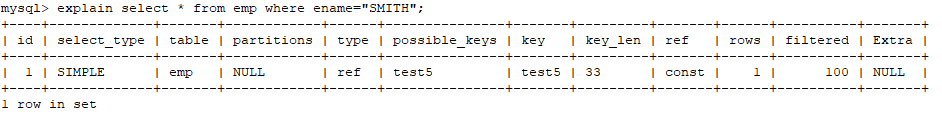 mysql> explain select * from emp where ename="SMITH";
+----+-------------+-------+------------+------+---------------+-------+---------+-------+------+----------+-------+
| id | select_type | table | partitions | type | possible_keys | key   | key_len | ref   | rows | filtered | Extra |
+----+-------------+-------+------------+------+---------------+-------+---------+-------+------+----------+-------+
|  1 | SIMPLE      | emp   | NULL       | ref  | test5         | test5 | 33      | const |    1 |      100 | NULL  |
+----+-------------+-------+------------+------+---------------+-------+---------+-------+------+----------+-------+
1 row in set